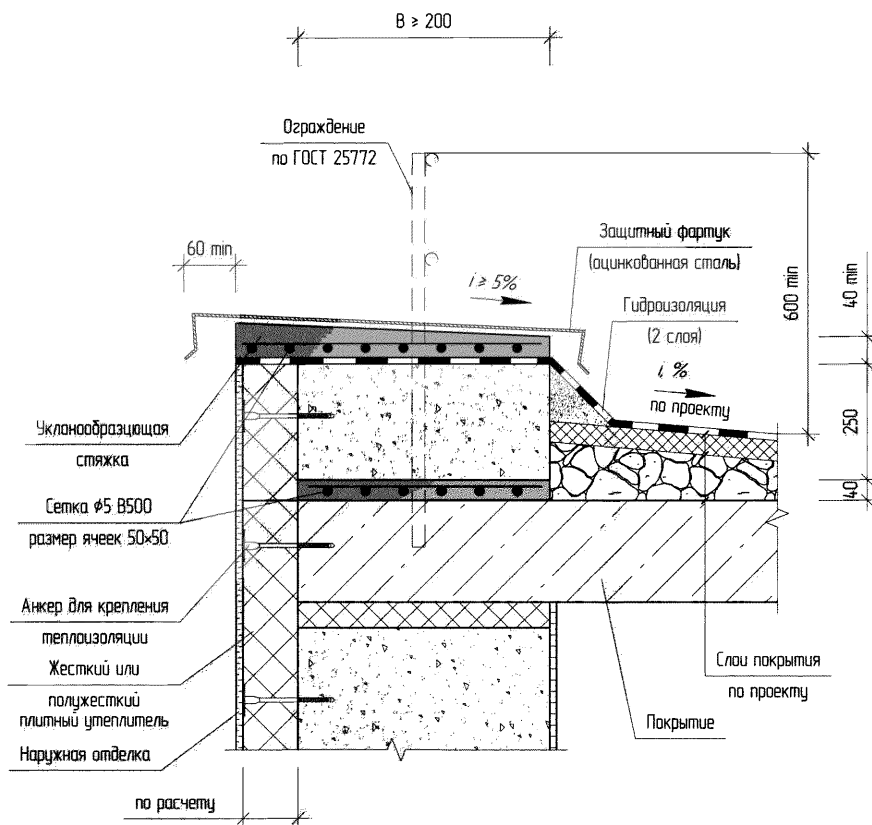 B ≥ 200
Ограждение
по ГОСТ 25772
60 min
Защитный фартук
(оцинкованная сталь)
i ≥ 5%
Гидроизоляция
(2 слоя)
i, %
по проекту
600 min
40 min
250
40
Уклонообразующая
стяжка
Сетка ϕ5 В500
размер ячеек 50×50
Анкер для крепления
теплоизоляции
Жесткий или
полужесткий
плитный утеплитель
Наружная отделка
по расчету
Слои покрытия
по проекту
Покрытие